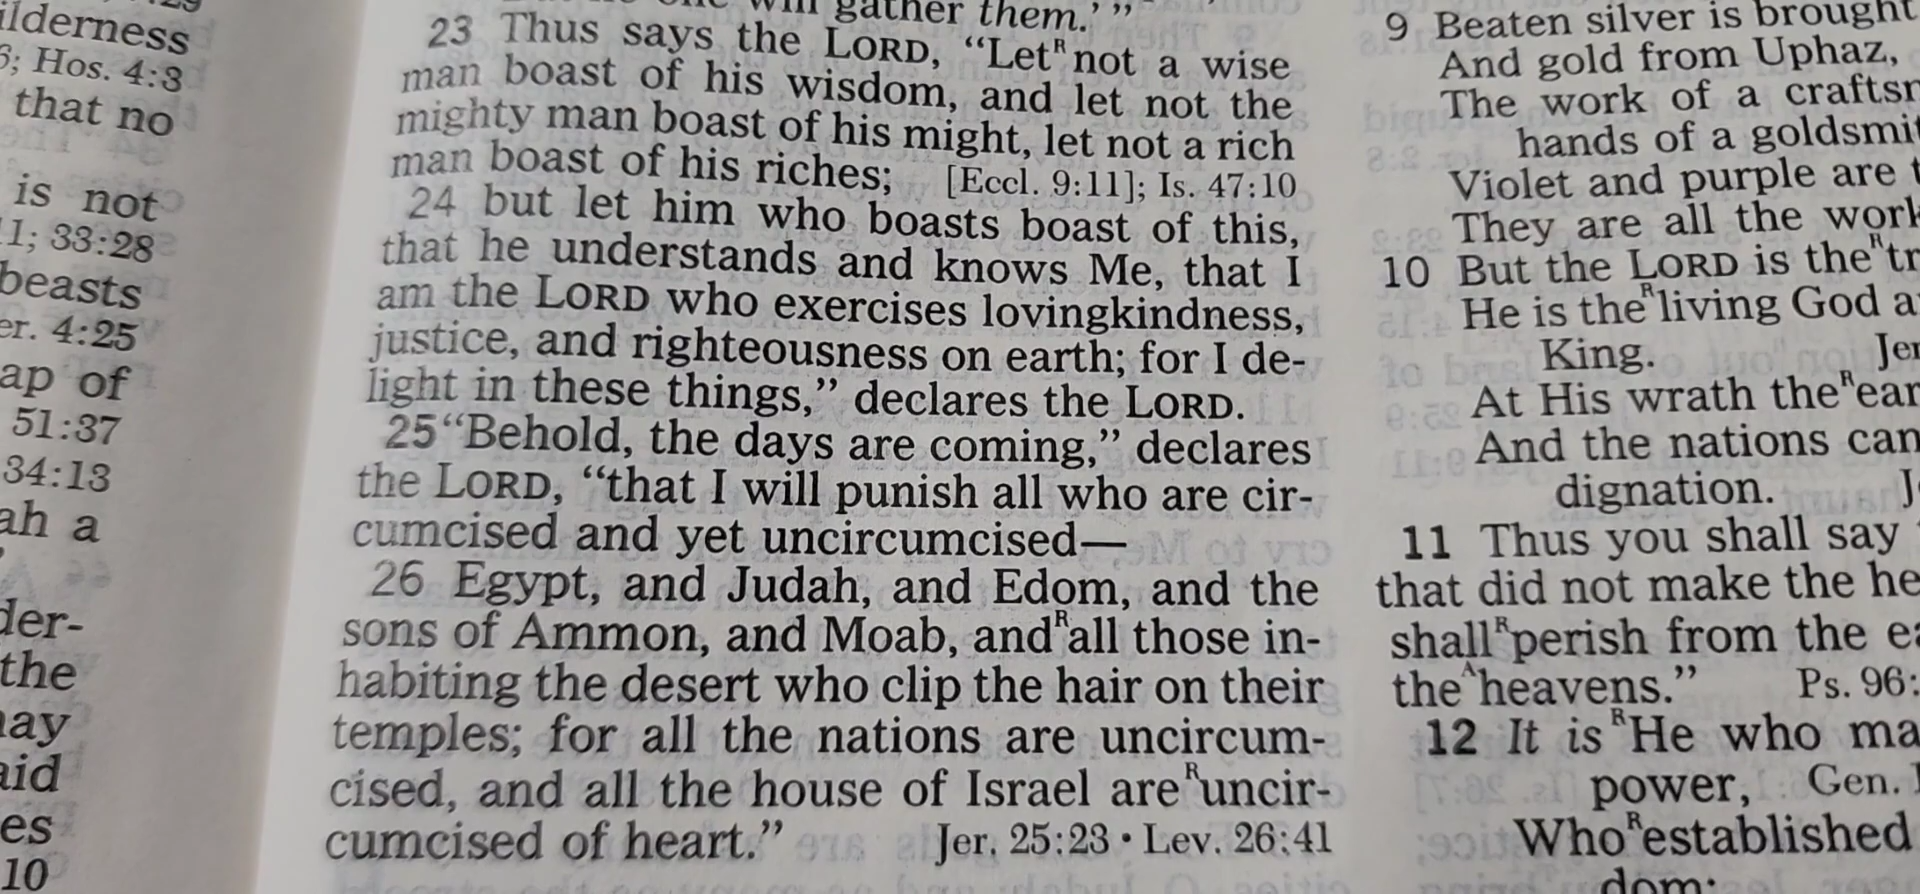 ilderness
6; Hos. 4:3
that no
is not
1; 33:28
beasts
er. 4:25
ap of
51:37
34:13
ah a
der-
the
nay
aid
es
10
will gather them.’ ”
23 Thus says the LORD, “Let R not a wise
man boast of his wisdom, and let not the
mighty man boast of his might, let not a rich
man boast of his riches; [Eccl. 9:11]; Is. 47:10
24 but let him who boasts boast of this,
that he understands and knows Me, that I
am the LORD who exercises lovingkindness,
justice, and righteousness on earth; for I de-
light in these things,” declares the LORD.
25 “Behold, the days are coming,” declares
the LORD, “that I will punish all who are cir-
cumcised and yet uncircumcised—
26 Egypt, and Judah, and Edom, and the
sons of Ammon, and Moab, and R all those in-
habiting the desert who clip the hair on their
temples; for all the nations are uncircum-
cised, and all the house of Israel are R uncir-
cumcised of heart.” Jer. 25:23 • Lev. 26:41
9 Beaten silver is brought
And gold from Uphaz,
The work of a craftsm
hands of a goldsmit
Violet and purple are t
They are all the work
10 But the LORD is the R tr
He is the R living God a
King. Jer
At His wrath the R ear
And the nations can
dignation. J
11 Thus you shall say
that did not make the he
shall R perish from the ea
the A heavens.” Ps. 96:
12 It is R He who ma
power, Gen. 1
Who R established
dom;